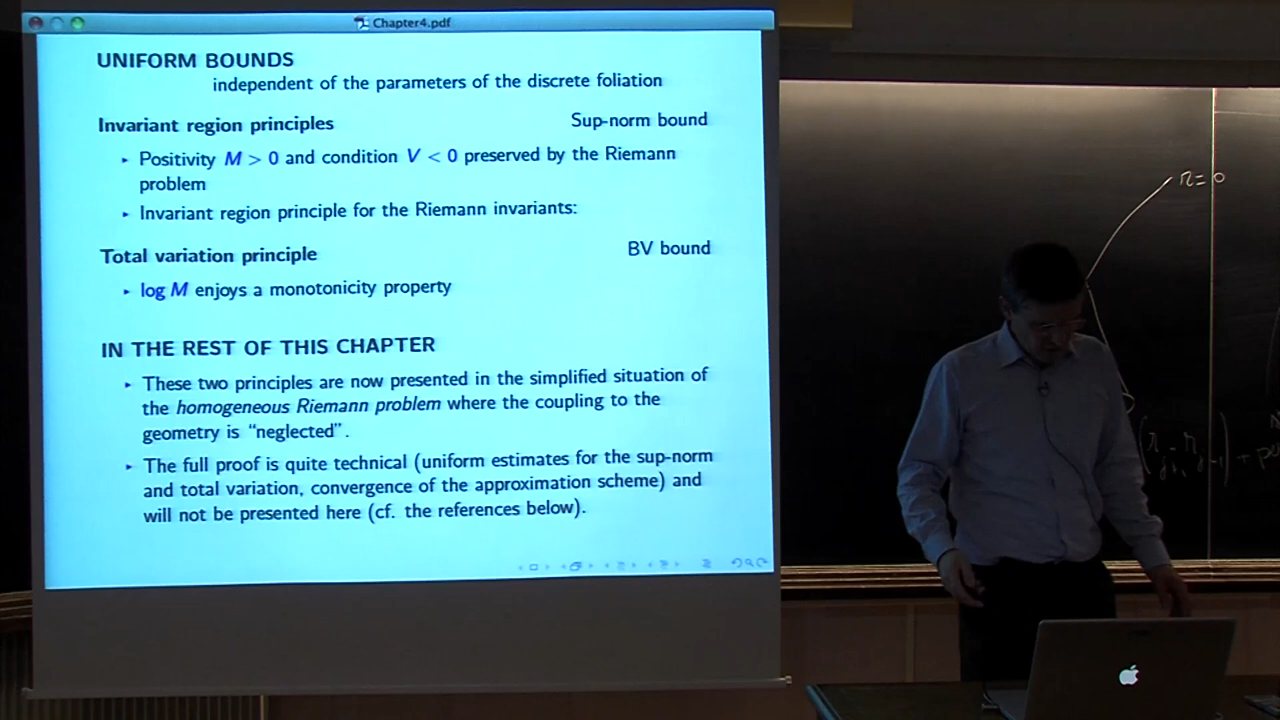 Chapter4.pdf
UNIFORM BOUNDS
independent of the parameters of the discrete foliation
Invariant region principles Sup-norm bound
▸ Positivity M > 0 and condition V < 0 preserved by the Riemann
problem
▸ Invariant region principle for the Riemann invariants:
Total variation principle BV bound
▸ log M enjoys a monotonicity property
IN THE REST OF THIS CHAPTER
▸ These two principles are now presented in the simplified situation of
the homogeneous Riemann problem where the coupling to the
geometry is “neglected”.
▸ The full proof is quite technical (uniform estimates for the sup-norm
and total variation, convergence of the approximation scheme) and
will not be presented here (cf. the references below).
r=0